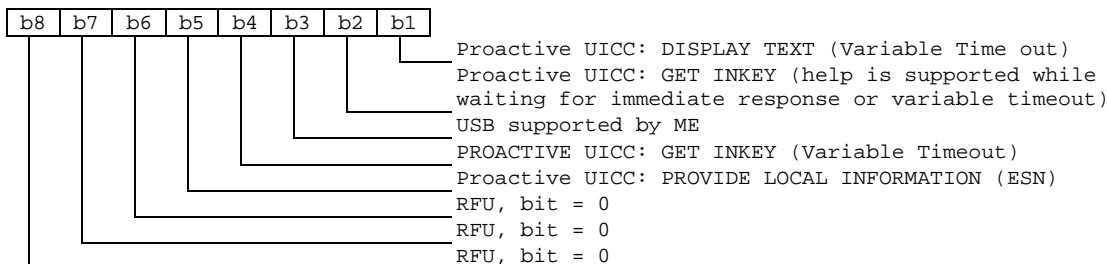 b8 b7 b6 b5 b4 b3 b2 b1
Proactive UICC: DISPLAY TEXT (Variable Time out)
Proactive UICC: GET INKEY (help is supported while
waiting for immediate response or variable timeout)
USB supported by ME
PROACTIVE UICC: GET INKEY (Variable Timeout)
Proactive UICC: PROVIDE LOCAL INFORMATION (ESN)
RFU, bit = 0
RFU, bit = 0
RFU, bit = 0